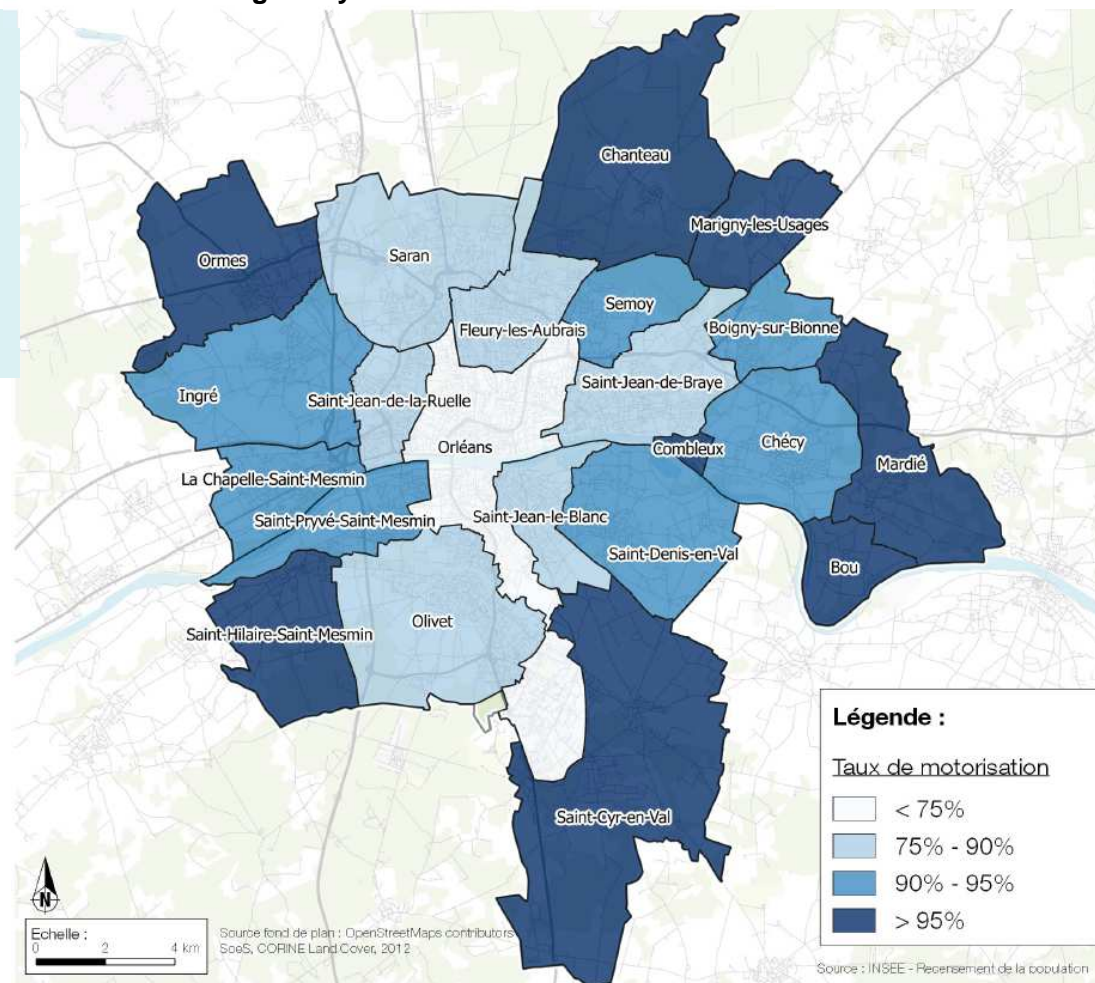 Chanteau
Marigny-les-Usages
Ormes
Saran
Semoy
Fleury-les-Aubrais
Boigny-sur-Bionne
Saint-Jean-de-Braye
Ingré
Saint-Jean-de-la-Ruelle
Orléans
Combleux
Chécy
Mardié
La Chapelle-Saint-Mesmin
Saint-Pryvé-Saint-Mesmin
Saint-Jean-le-Blanc
Saint-Denis-en-Val
Bou
Olivet
Saint-Hilaire-Saint-Mesmin
Saint-Cyr-en-Val
Légende :
Taux de motorisation
< 75%
75% - 90%
90% - 95%
> 95%
N
Echelle :
0 2 4 km
Source fond de plan : OpenStreetMaps contributors
SoeS, CORINE Land Cover, 2012
Source : INSEE - Recensement de la population